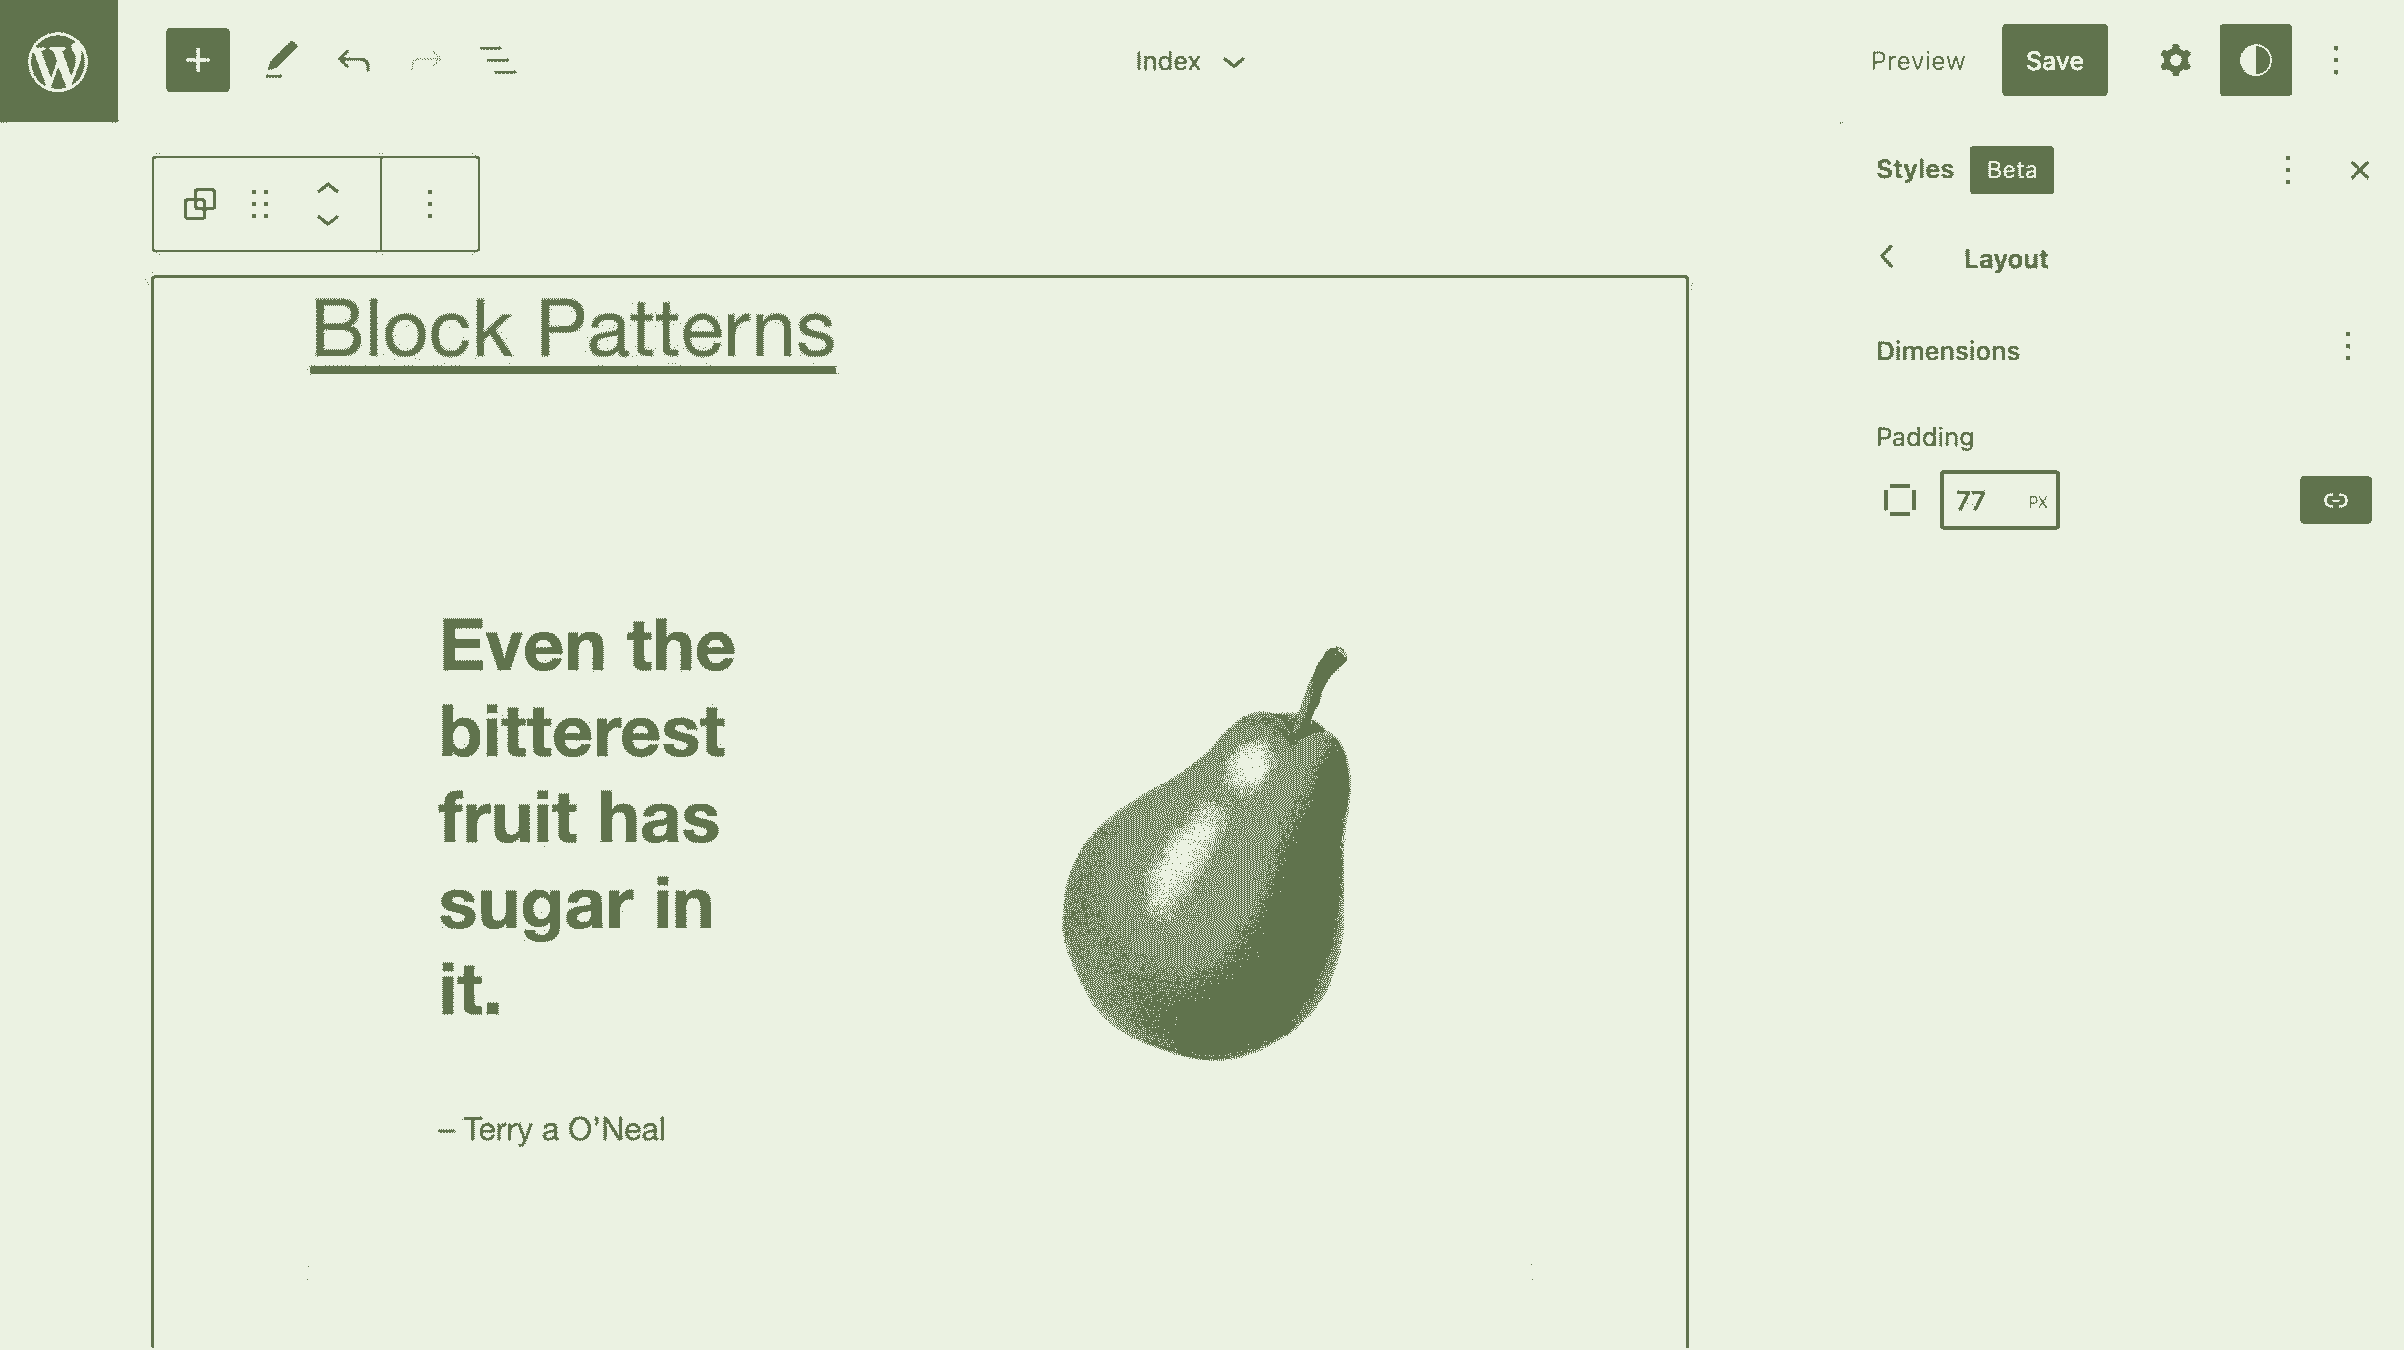 Index
Preview
Save
Styles
Beta
Layout
Dimensions
Padding
77 PX
Block Patterns
Even the
bitterest
fruit has
sugar in
it.
– Terry a O’Neal